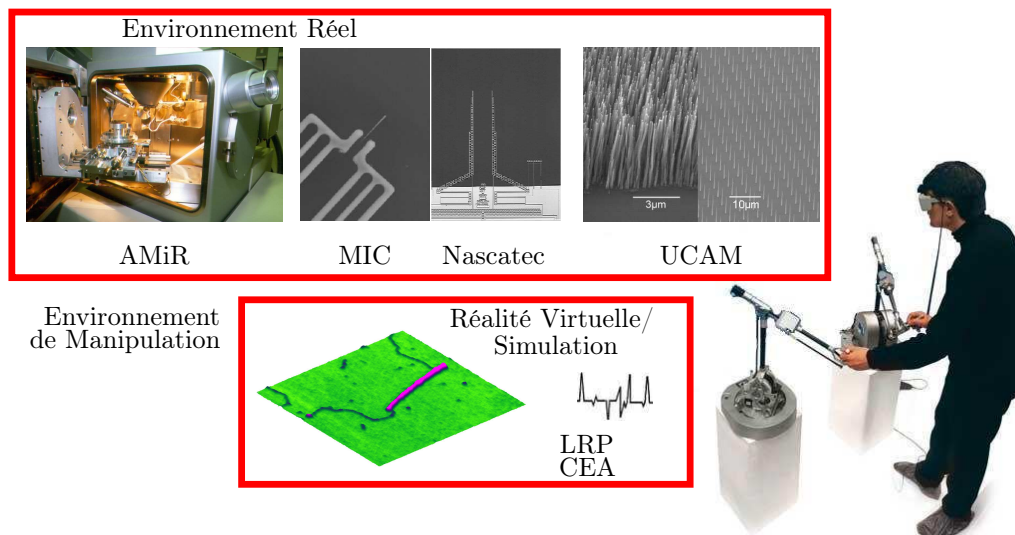 Environnement Réel
3µm
10µm
AMiR
MIC
Nascatec
UCAM
Environnement
de Manipulation
Réalité Virtuelle/
Simulation
LRP
CEA